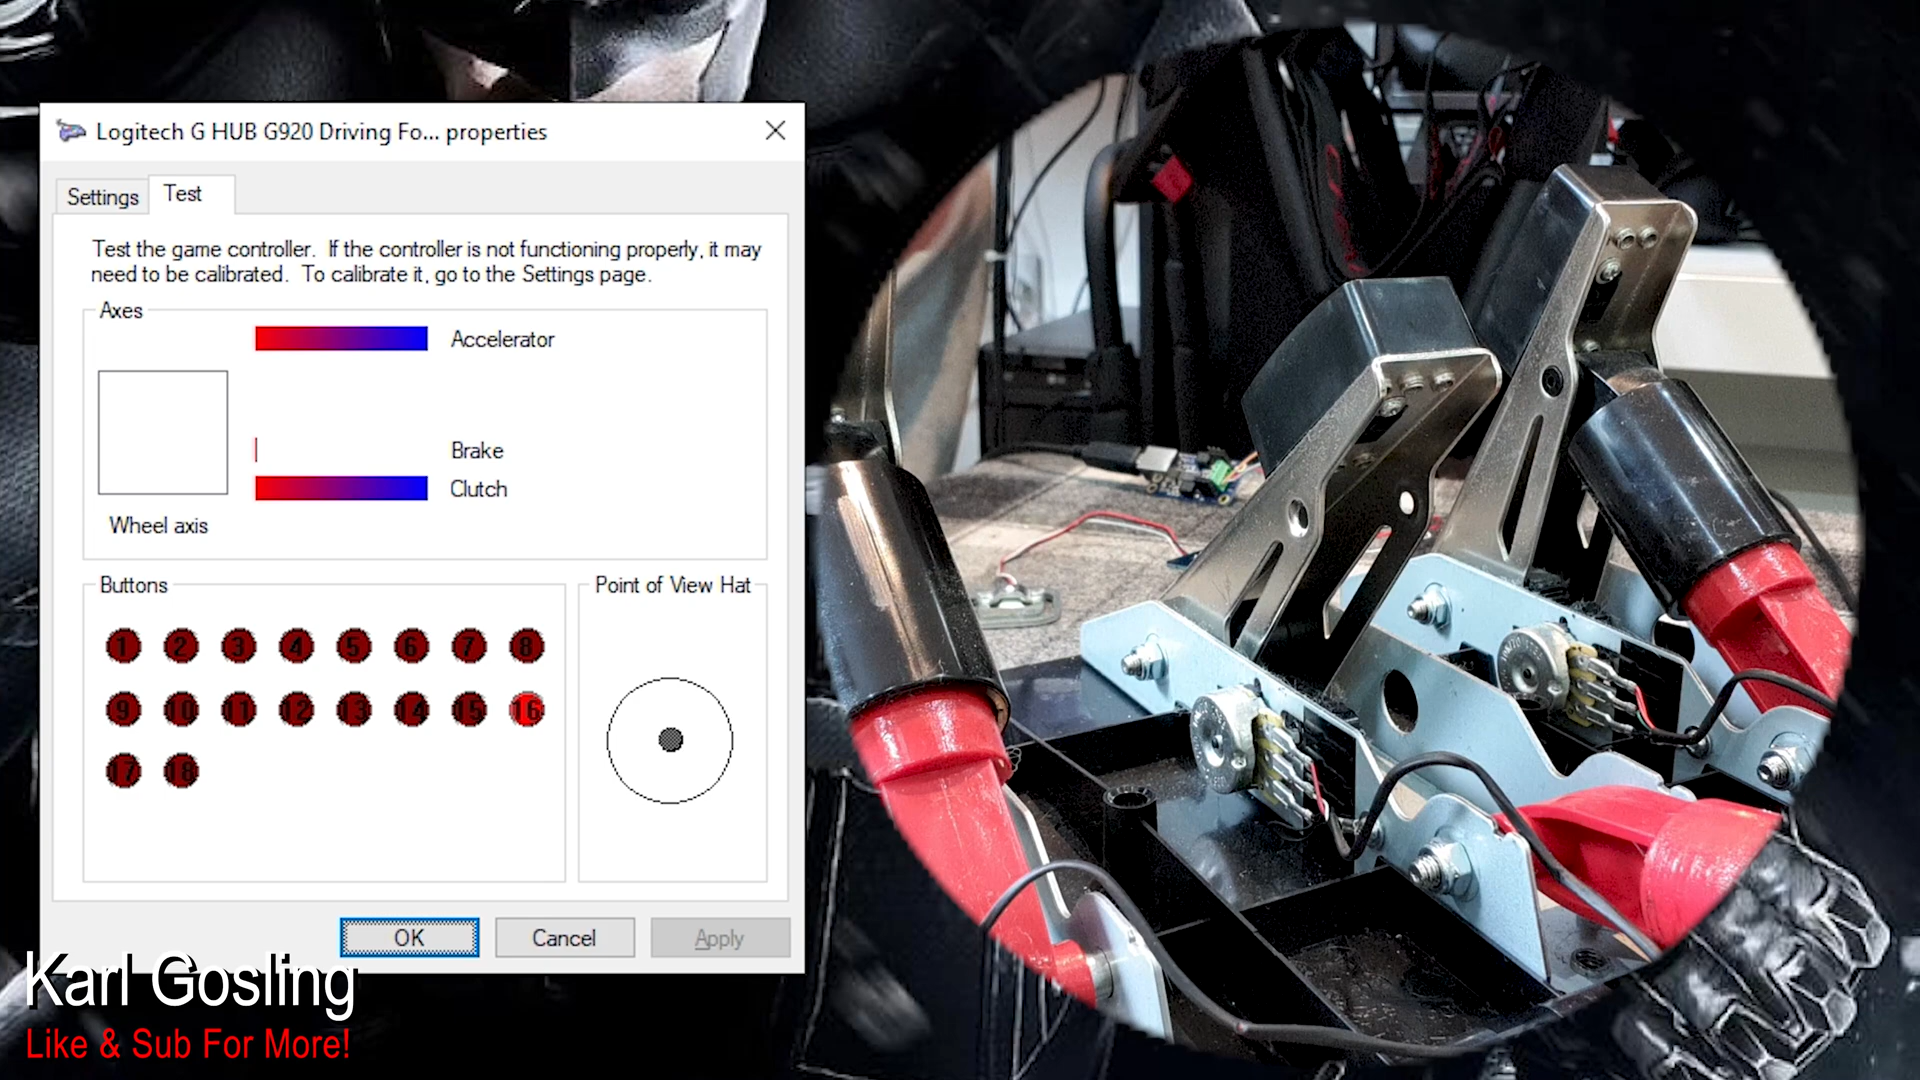 Logitech G HUB G920 Driving Fo... properties
Settings
Test
Test the game controller.  If the controller is not functioning properly, it may
need to be calibrated.  To calibrate it, go to the Settings page.
Axes
Accelerator
Brake
Clutch
Wheel axis
Buttons
1 2 3 4 5 6 7 8
9 10 11 12 13 14 15 16
17 18
Point of View Hat
OK
Cancel
Apply
Karl Gosling
Like & Sub For More!